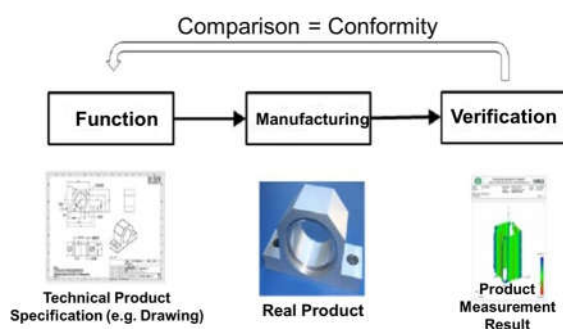 Comparison = Conformity
Function
Manufacturing
Verification
Technical Product
Specification (e.g. Drawing)
Real Product
Product
Measurement
Result